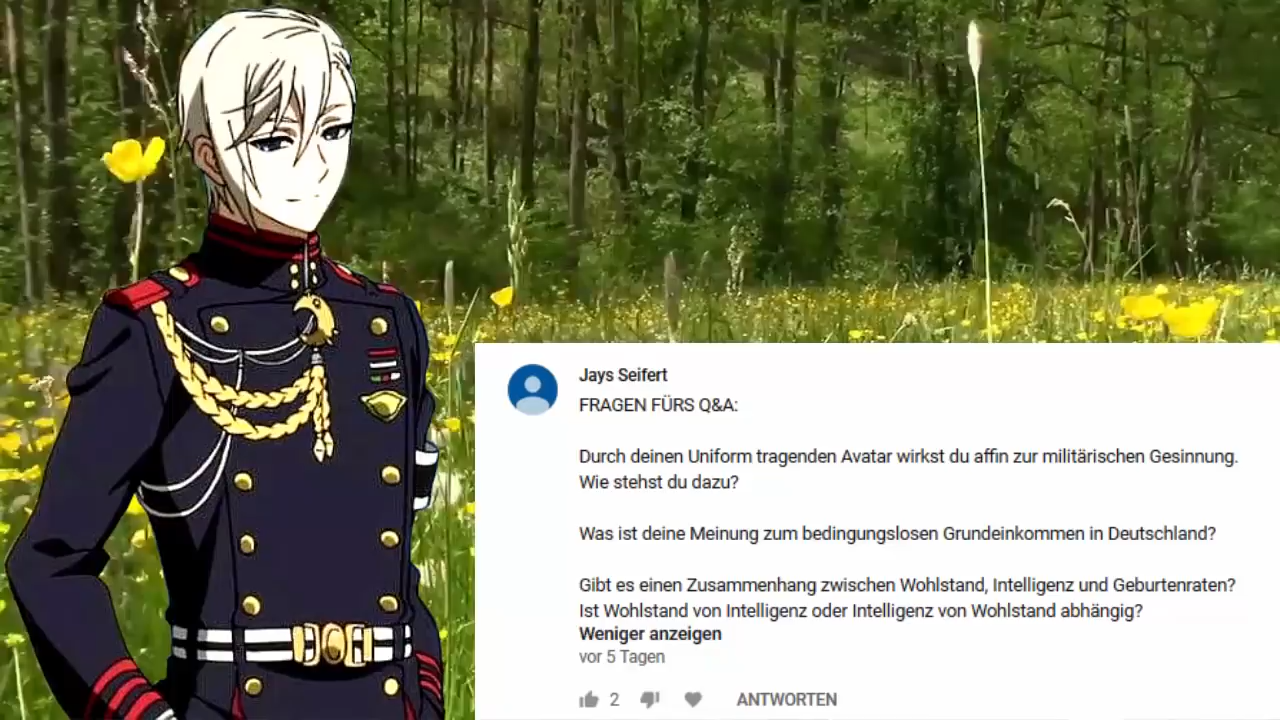 Jays Seifert
FRAGEN FÜRS Q&A:
Durch deinen Uniform tragenden Avatar wirkst du affin zur militärischen Gesinnung.
Wie stehst du dazu?
Was ist deine Meinung zum bedingungslosen Grundeinkommen in Deutschland?
Gibt es einen Zusammenhang zwischen Wohlstand, Intelligenz und Geburtenraten?
Ist Wohlstand von Intelligenz oder Intelligenz von Wohlstand abhängig?
Weniger anzeigen
vor 5 Tagen
2 ANTWORTEN